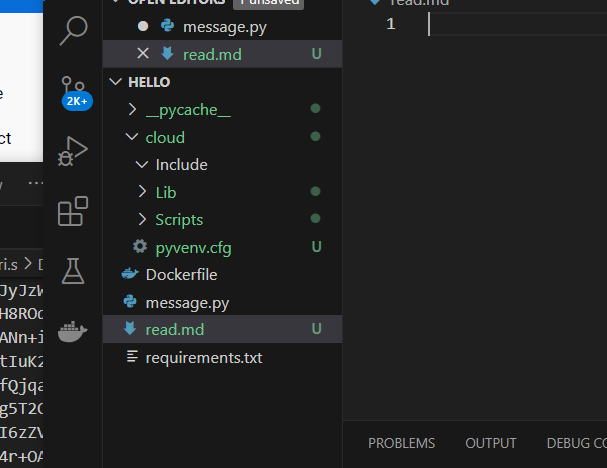 OPEN EDITORS 1 unsaved
message.py
read.md U
HELLO
__pycache__
cloud
Include
Lib
Scripts
pyvenv.cfg U
Dockerfile
message.py
read.md U
requirements.txt
2K+
read.md
1
PROBLEMS OUTPUT DEBUG CO
e
ct
ri.s > D
JyJzW
H8ROd
ANn+i
tIuK2
fQjqa
g5T2C
I6zZV
4r+OA